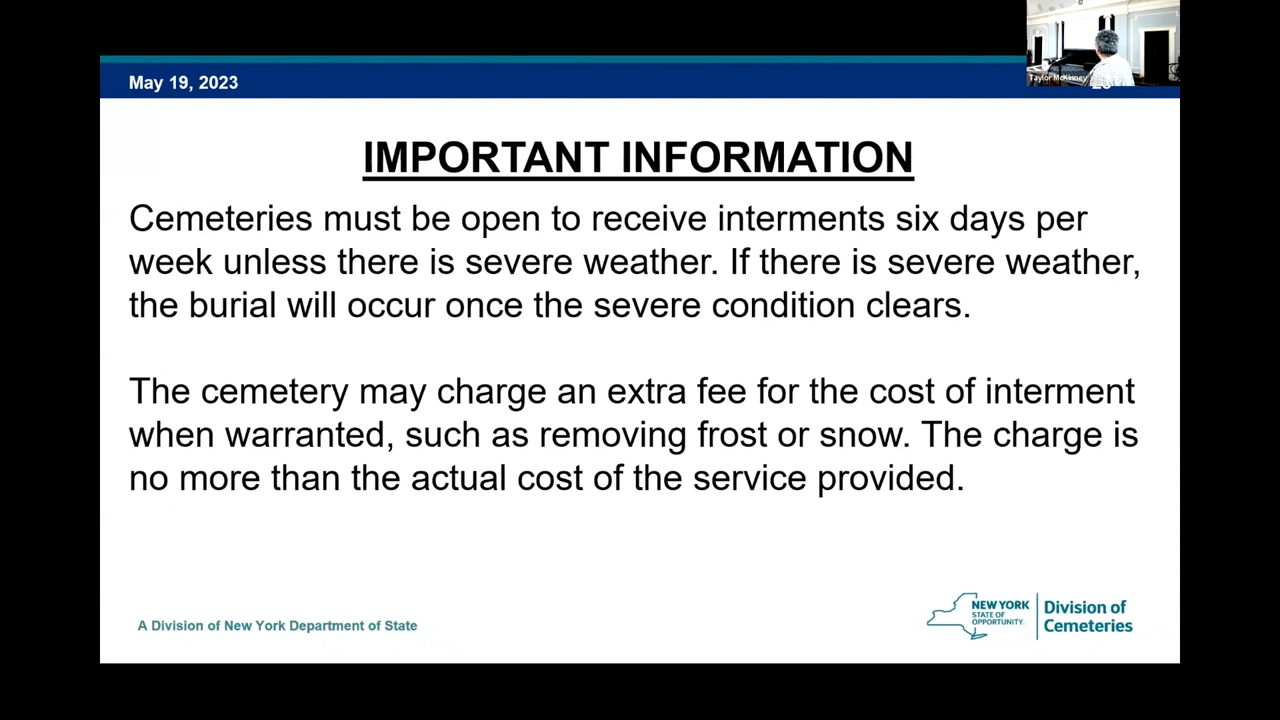 May 19, 2023
Taylor McKinney
IMPORTANT INFORMATION
Cemeteries must be open to receive interments six days per
week unless there is severe weather. If there is severe weather,
the burial will occur once the severe condition clears.
The cemetery may charge an extra fee for the cost of interment
when warranted, such as removing frost or snow. The charge is
no more than the actual cost of the service provided.
A Division of New York Department of State
NEW YORK
STATE OF
OPPORTUNITY.
Division of
Cemeteries